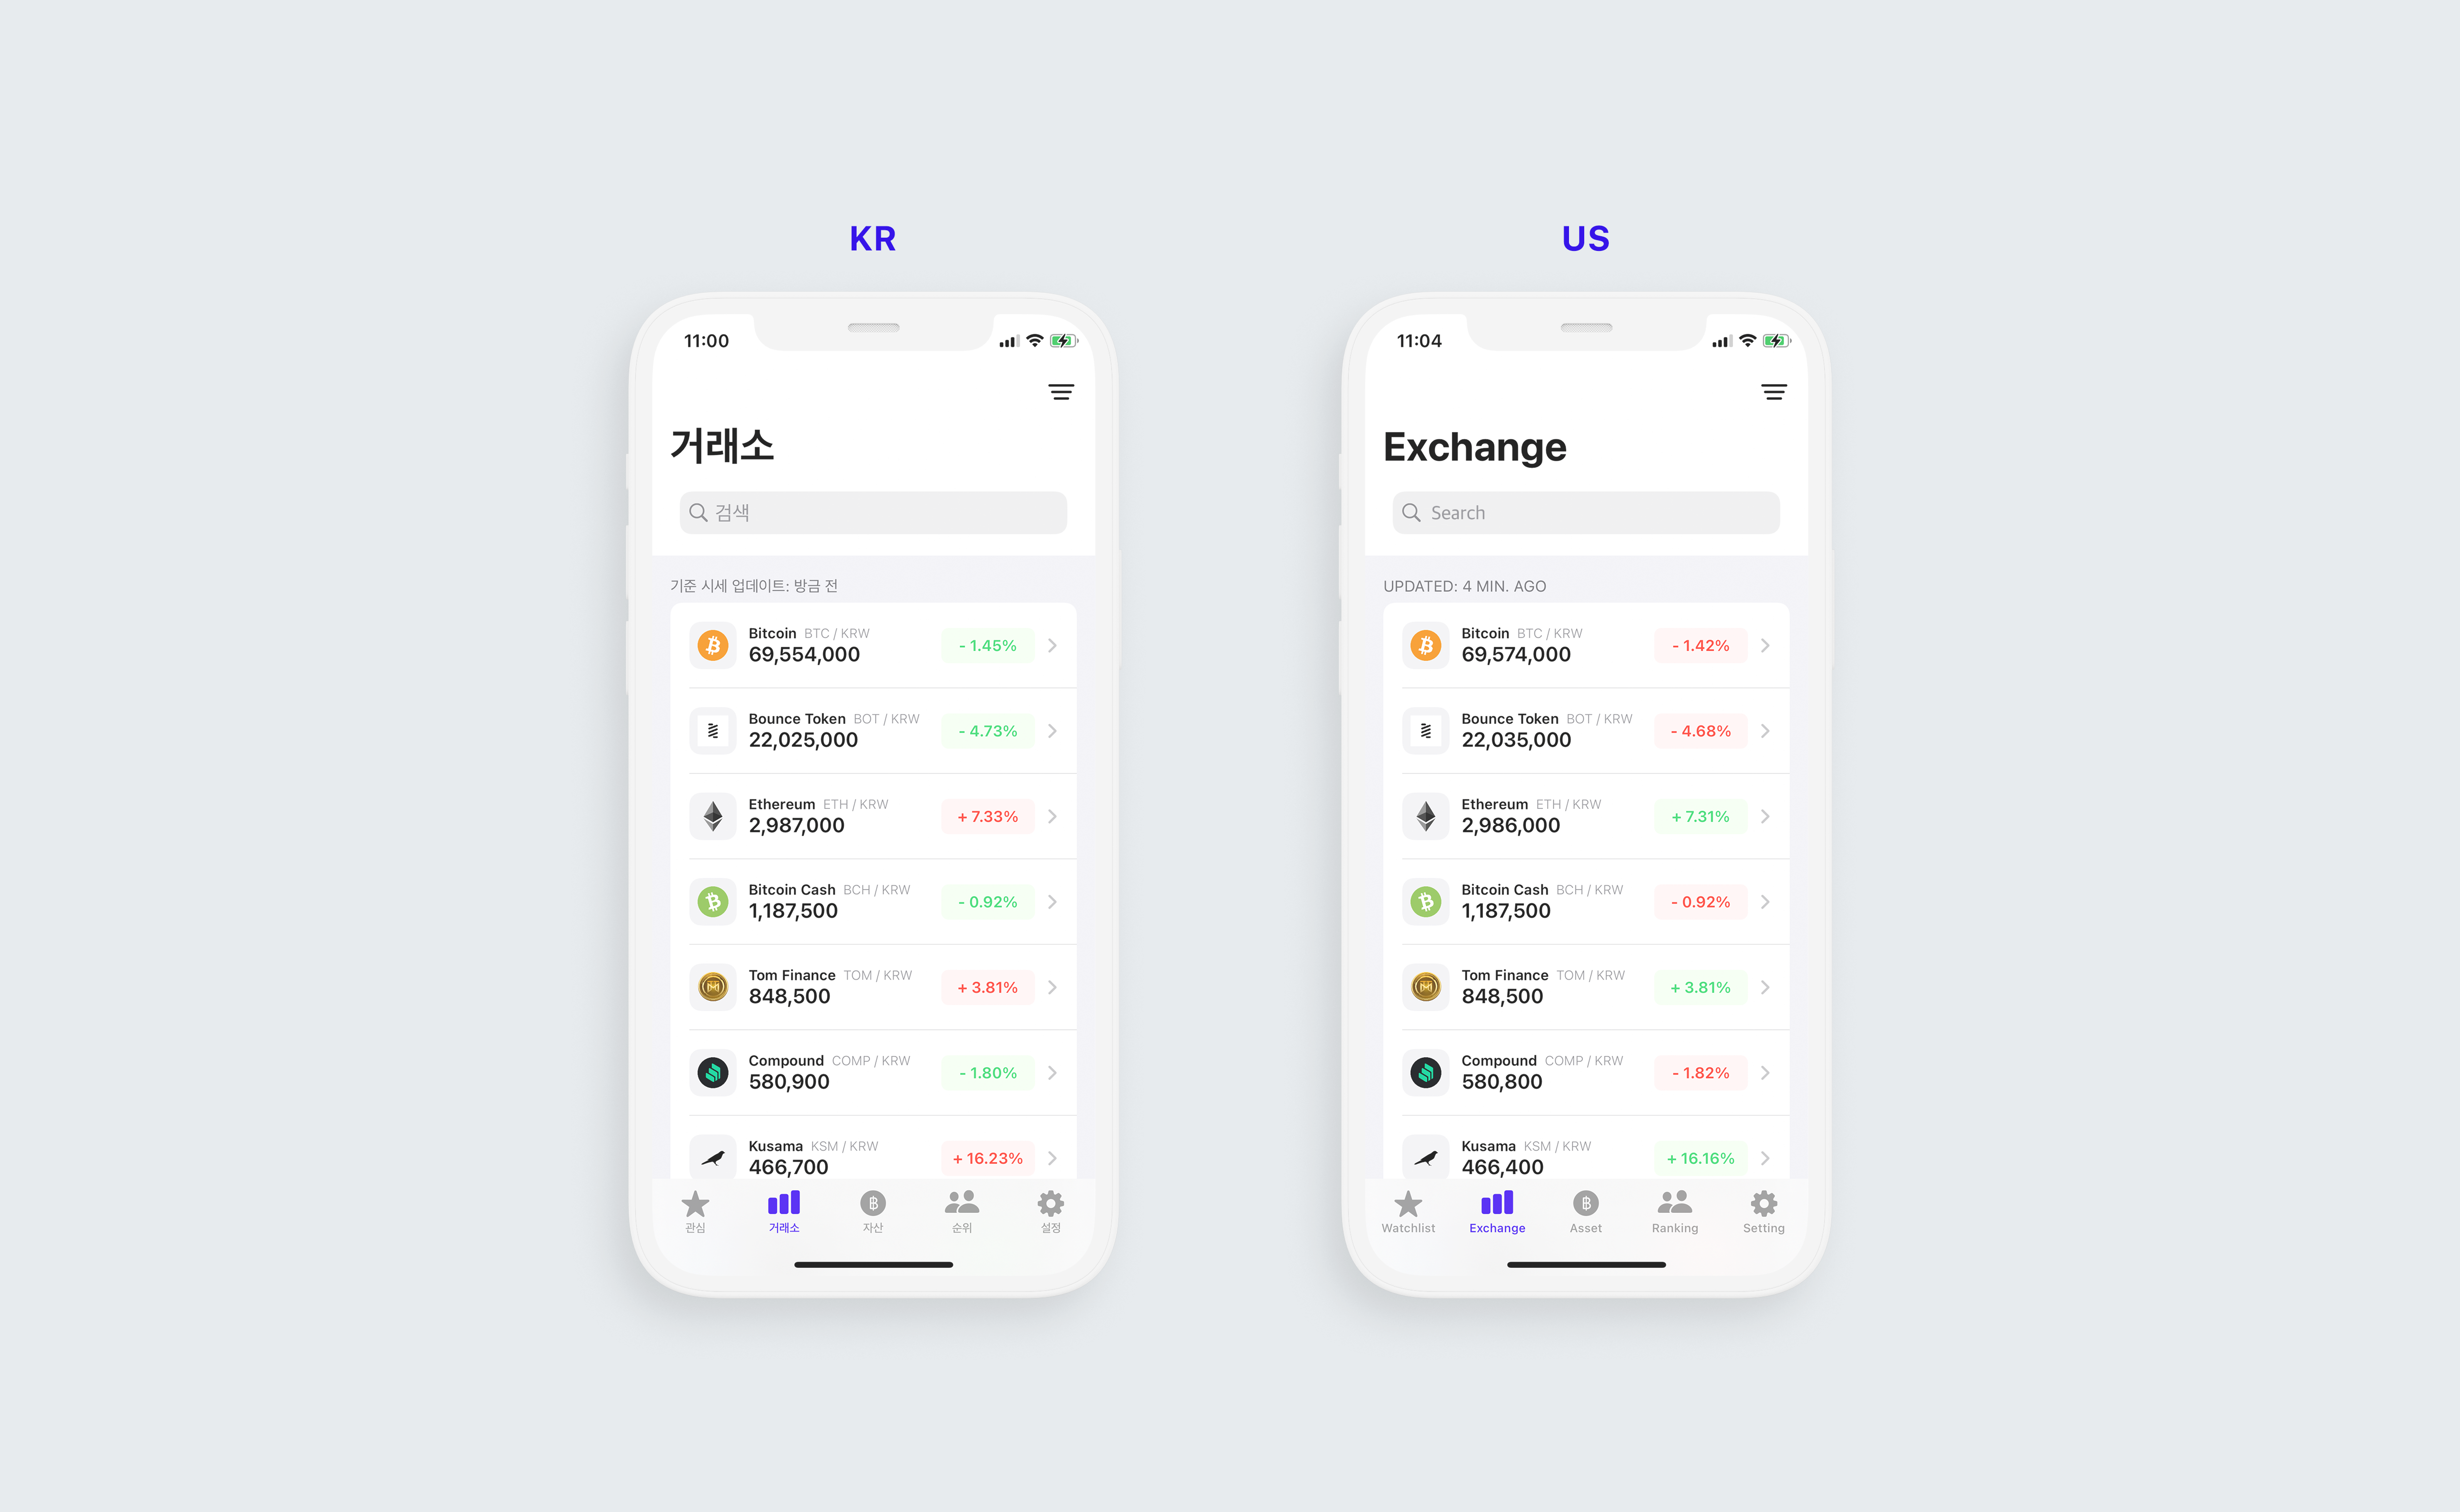 KR
11:00
거래소
검색
기준 시세 업데이트: 방금 전
Bitcoin BTC / KRW
69,554,000
- 1.45%
Bounce Token BOT / KRW
22,025,000
- 4.73%
Ethereum ETH / KRW
2,987,000
+ 7.33%
Bitcoin Cash BCH / KRW
1,187,500
- 0.92%
Tom Finance TOM / KRW
848,500
+ 3.81%
Compound COMP / KRW
580,900
- 1.80%
Kusama KSM / KRW
466,700
+ 16.23%
관심 거래소 자산 순위 설정
US
11:04
Exchange
Search
UPDATED: 4 MIN. AGO
Bitcoin BTC / KRW
69,574,000
- 1.42%
Bounce Token BOT / KRW
22,035,000
- 4.68%
Ethereum ETH / KRW
2,986,000
+ 7.31%
Bitcoin Cash BCH / KRW
1,187,500
- 0.92%
Tom Finance TOM / KRW
848,500
+ 3.81%
Compound COMP / KRW
580,800
- 1.82%
Kusama KSM / KRW
466,400
+ 16.16%
Watchlist Exchange Asset Ranking Setting